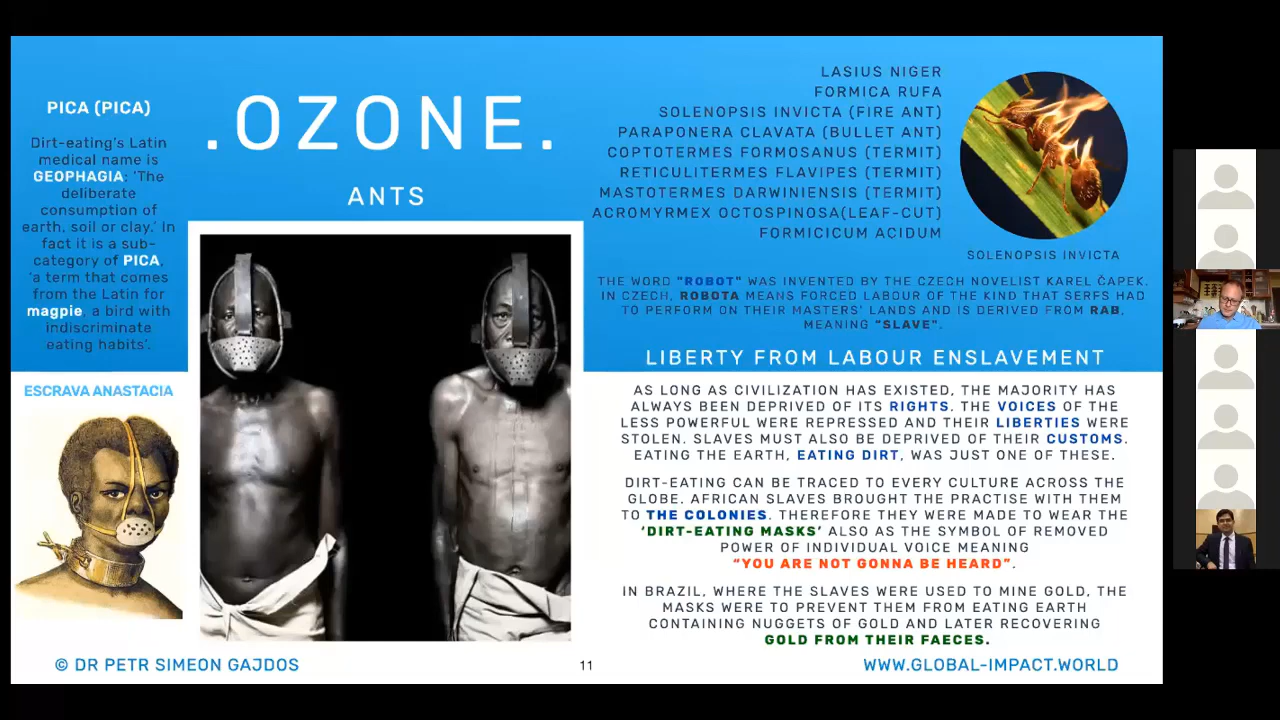 PICA (PICA)
Dirt-eating's Latin
medical name is
GEOPHAGIA: 'The
deliberate
consumption of
earth, soil or clay.' In
fact it is a sub-
category of PICA,
'a term that comes
from the Latin for
magpie, a bird with
indiscriminate
eating habits'.
ESCRAVA ANASTACIA
.OZONE.
ANTS
LASIUS NIGER
FORMICA RUFA
SOLENOPSIS INVICTA (FIRE ANT)
PARAPONERA CLAVATA (BULLET ANT)
COPTOTERMES FORMOSANUS (TERMIT)
RETICULITERMES FLAVIPES (TERMIT)
MASTOTERMES DARWINIENSIS (TERMIT)
ACROMYRMEX OCTOSPINOSA(LEAF-CUT)
FORMICICUM ACIDUM
SOLENOPSIS INVICTA
THE WORD "ROBOT" WAS INVENTED BY THE CZECH NOVELIST KAREL ČAPEK.
IN CZECH, ROBOTA MEANS FORCED LABOUR OF THE KIND THAT SERFS HAD
TO PERFORM ON THEIR MASTERS' LANDS AND IS DERIVED FROM RAB,
MEANING "SLAVE".
LIBERTY FROM LABOUR ENSLAVEMENT
AS LONG AS CIVILIZATION HAS EXISTED, THE MAJORITY HAS
ALWAYS BEEN DEPRIVED OF ITS RIGHTS. THE VOICES OF THE
LESS POWERFUL WERE REPRESSED AND THEIR LIBERTIES WERE
STOLEN. SLAVES MUST ALSO BE DEPRIVED OF THEIR CUSTOMS.
EATING THE EARTH, EATING DIRT, WAS JUST ONE OF THESE.
DIRT-EATING CAN BE TRACED TO EVERY CULTURE ACROSS THE
GLOBE. AFRICAN SLAVES BROUGHT THE PRACTISE WITH THEM
TO THE COLONIES. THEREFORE THEY WERE MADE TO WEAR THE
'DIRT-EATING MASKS' ALSO AS THE SYMBOL OF REMOVED
POWER OF INDIVIDUAL VOICE MEANING
"YOU ARE NOT GONNA BE HEARD".
IN BRAZIL, WHERE THE SLAVES WERE USED TO MINE GOLD, THE
MASKS WERE TO PREVENT THEM FROM EATING EARTH
CONTAINING NUGGETS OF GOLD AND LATER RECOVERING
GOLD FROM THEIR FAECES.
© DR PETR SIMEON GAJDOS
11
WWW.GLOBAL-IMPACT.WORLD